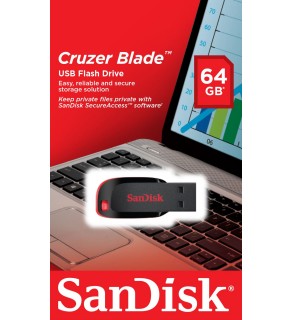 Cruzer Blade™
USB Flash Drive
Easy, reliable and secure
storage solution
Keep private files private with
SanDisk SecureAccess™ software¹
64
GB*
SanDisk
SanDisk®